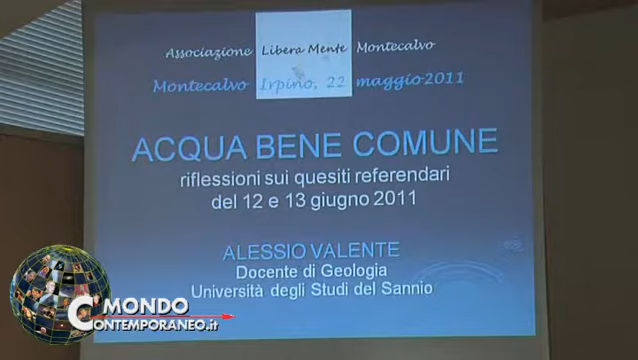 Associazione Libera Mente Montecalvo
Montecalvo Irpino, 22 maggio 2011
ACQUA BENE COMUNE
riflessioni sui quesiti referendari
del 12 e 13 giugno 2011
ALESSIO VALENTE
Docente di Geologia
Università degli Studi del Sannio
MONDO
CONTEMPORANEO.it